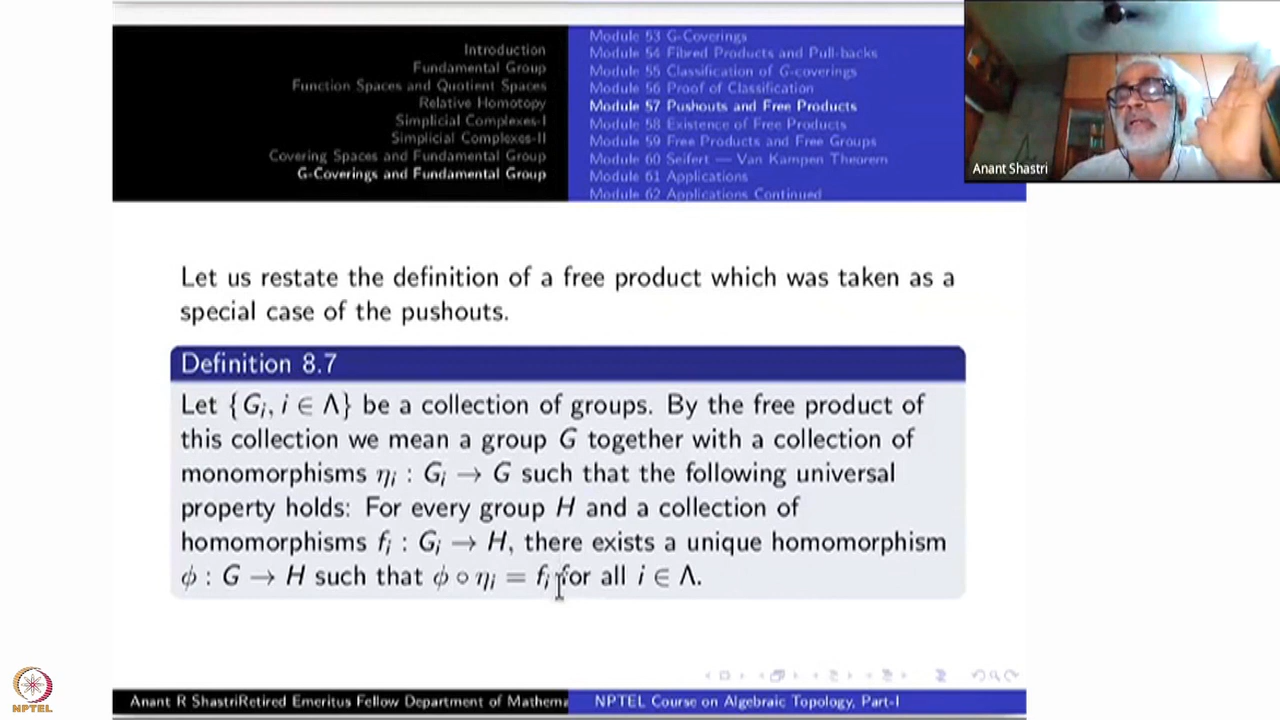 Introduction
Fundamental Group
Function Spaces and Quotient Spaces
Relative Homotopy
Simplicial Complexes-I
Simplicial Complexes-II
Covering Spaces and Fundamental Group
G-Coverings and Fundamental Group
Module 53 G-Coverings
Module 54 Fibred Products and Pull-backs
Module 55 Classification of G-coverings
Module 56 Proof of Classification
Module 57 Pushouts and Free Products
Module 58 Existence of Free Products
Module 59 Free Products and Free Groups
Module 60 Seifert — Van Kampen Theorem
Module 61 Applications
Module 62 Applications Continued
Anant Shastri
Let us restate the definition of a free product which was taken as a
special case of the pushouts.
Definition 8.7
Let {Gᵢ, i ∈ Λ} be a collection of groups. By the free product of
this collection we mean a group G together with a collection of
monomorphisms ηᵢ : Gᵢ → G such that the following universal
property holds: For every group H and a collection of
homomorphisms fᵢ : Gᵢ → H, there exists a unique homomorphism
ϕ : G → H such that ϕ ∘ ηᵢ = fᵢ for all i ∈ Λ.
NPTEL
Anant R ShastriRetired Emeritus Fellow Department of Mathema
NPTEL Course on Algebraic Topology, Part-I